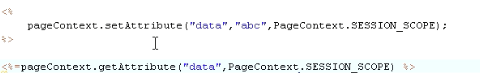 <%
pageContext.setAttribute("data","abc",PageContext.SESSION_SCOPE);
%>
<%=pageContext.getAttribute("data",PageContext.SESSION_SCOPE) %>